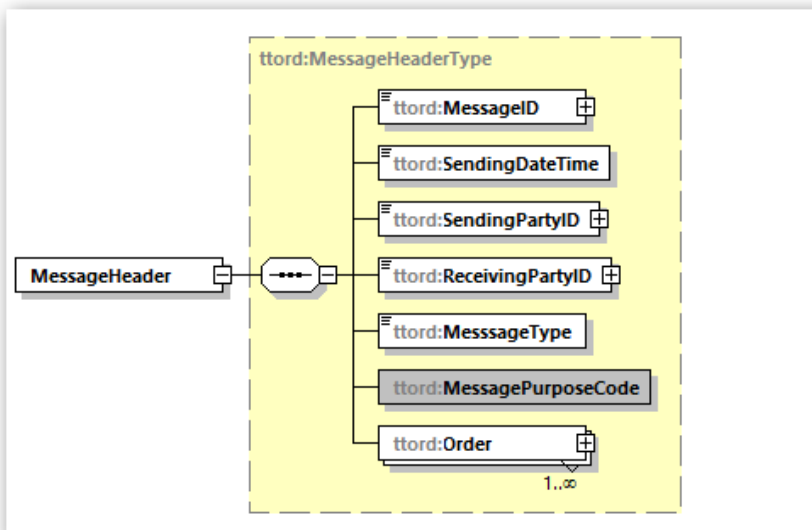 ttord:MessageHeaderType
ttord:MessageID
ttord:SendingDateTime
ttord:SendingPartyID
MessageHeader
ttord:ReceivingPartyID
ttord:MesssageType
ttord:MessagePurposeCode
ttord:Order
1..∞